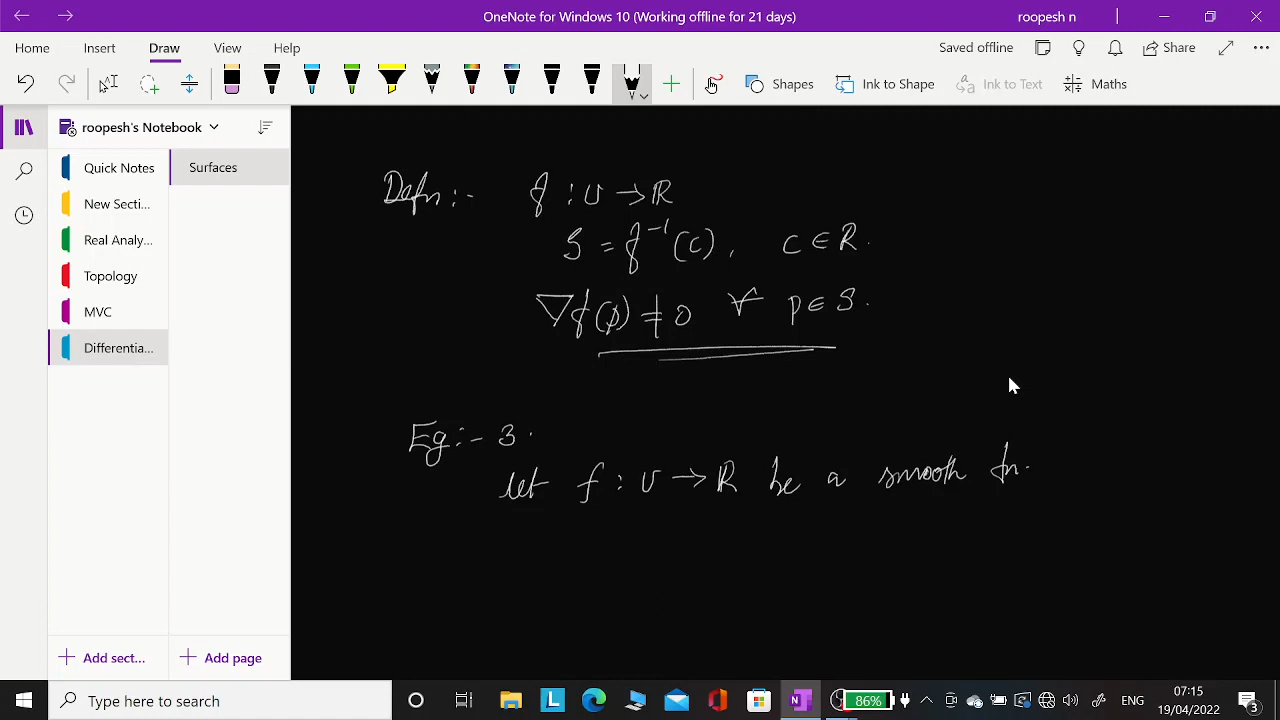 OneNote for Windows 10 (Working offline for 21 days)
roopesh n
Home Insert Draw View Help
Saved offline
Share
Shapes Ink to Shape Ink to Text Maths
roopesh's Notebook
Quick Notes
New Secti...
Real Analy...
Topology
MVC
Differentia...
Surfaces
Defn:- f : U → ℝ
S = f⁻¹(c), c ∈ R.
∇f(p) ≠ 0 ∀ p ∈ S.
Eg:- 3.
let f : U → ℝ be a smooth fn.
Add sect... Add page
Type here to search
86%
ENG
07:15
19/04/2022
3